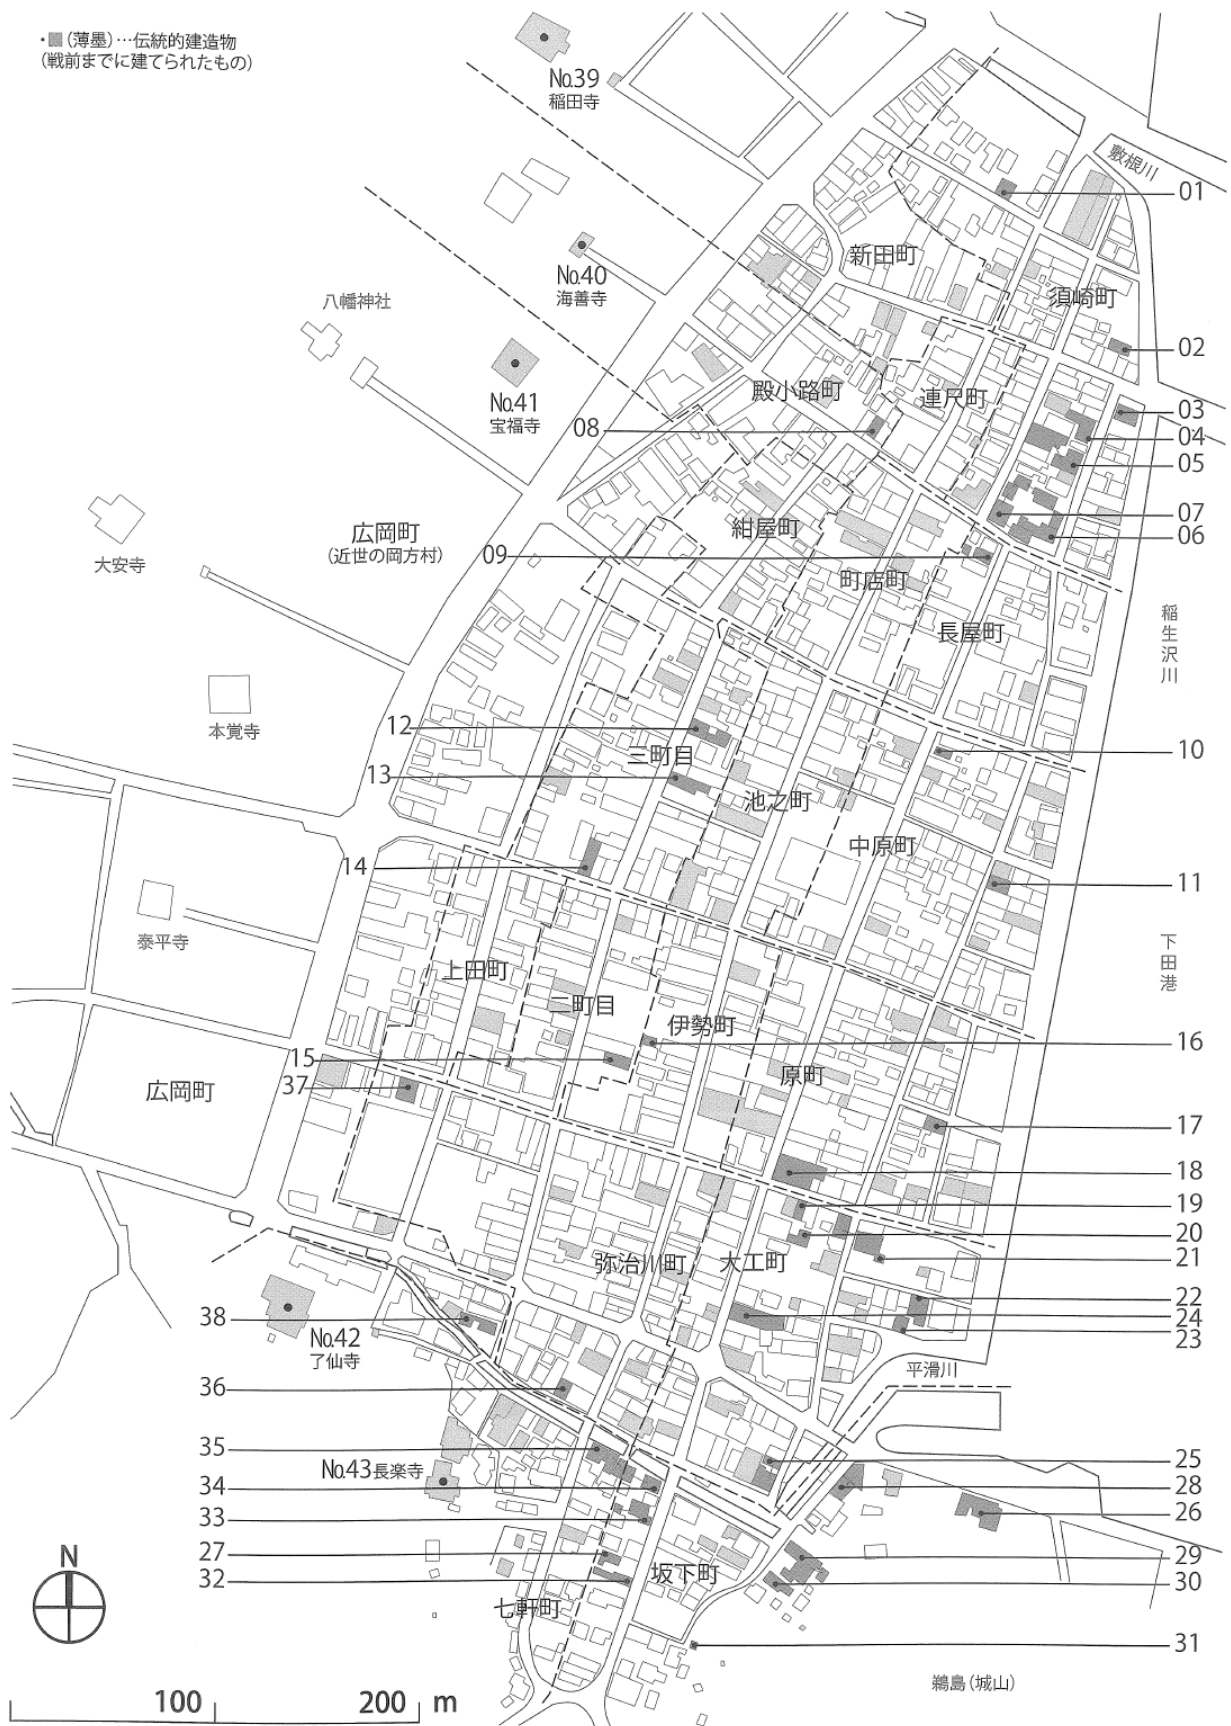 ・■(薄墨)…伝統的建造物
(戦前までに建てられたもの)
No.39
稲田寺
敷根川
01
新田町
No.40
海善寺
須崎町
八幡神社
02
殿小路町
連尺町
No.41
宝福寺
03
08
04
05
07
広岡町
(近世の岡方村)
紺屋町
06
09
大安寺
町店町
長屋町
稲生沢川
本覚寺
12
三町目
10
13
池之町
中原町
14
11
泰平寺
下田港
上田町
二町目
伊勢町
16
15
原町
37
広岡町
17
18
19
20
弥治川町
大工町
21
22
38
24
No.42
了仙寺
23
平滑川
36
35
25
No.43長楽寺
34
28
33
26
27
29
坂下町
32
30
七軒町
N
31
鵜島(城山)
100
200
m